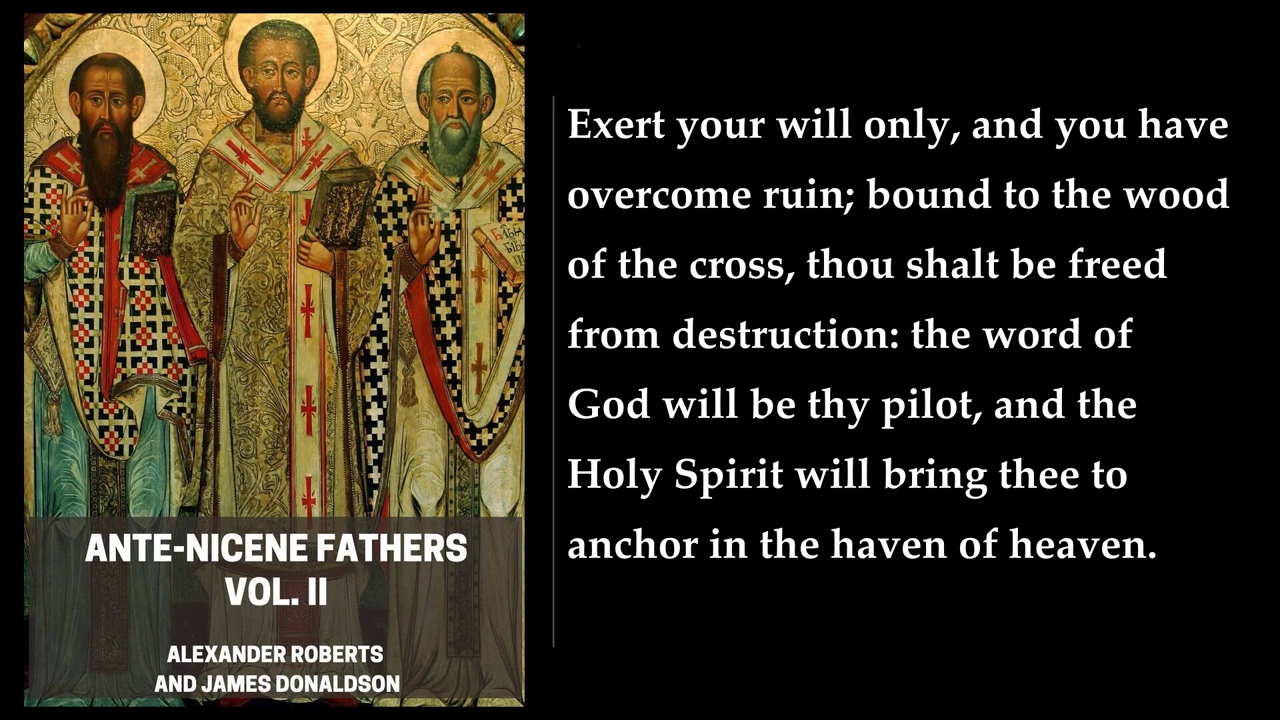 ANTE-NICENE FATHERS
VOL. II
ALEXANDER ROBERTS
AND JAMES DONALDSON
Exert your will only, and you have
overcome ruin; bound to the wood
of the cross, thou shalt be freed
from destruction: the word of
God will be thy pilot, and the
Holy Spirit will bring thee to
anchor in the haven of heaven.